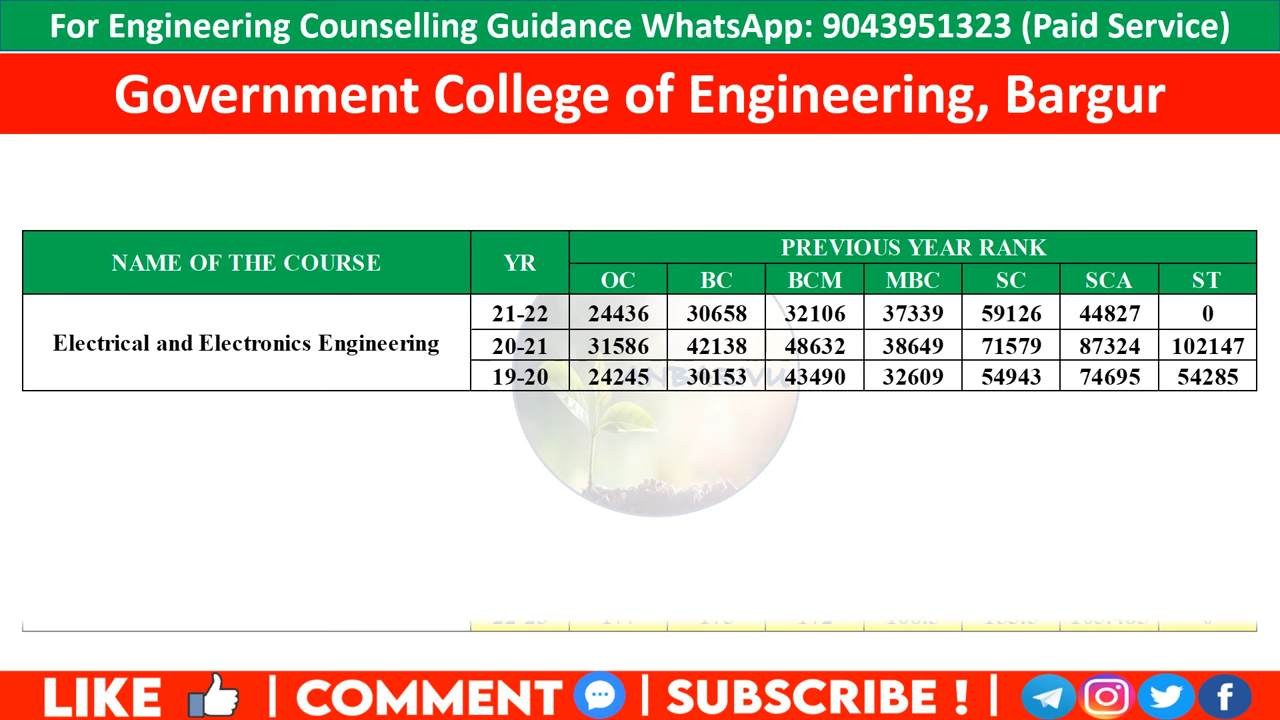 For Engineering Counselling Guidance WhatsApp: 9043951323 (Paid Service)
Government College of Engineering, Bargur
NAME OF THE COURSE YR PREVIOUS YEAR RANK
OC BC BCM MBC SC SCA ST
Electrical and Electronics Engineering
21-22 24436 30658 32106 37339 59126 44827 0
20-21 31586 42138 48632 38649 71579 87324 102147
19-20 24245 30153 43490 32609 54943 74695 54285
LIKE | COMMENT | SUBSCRIBE ! |